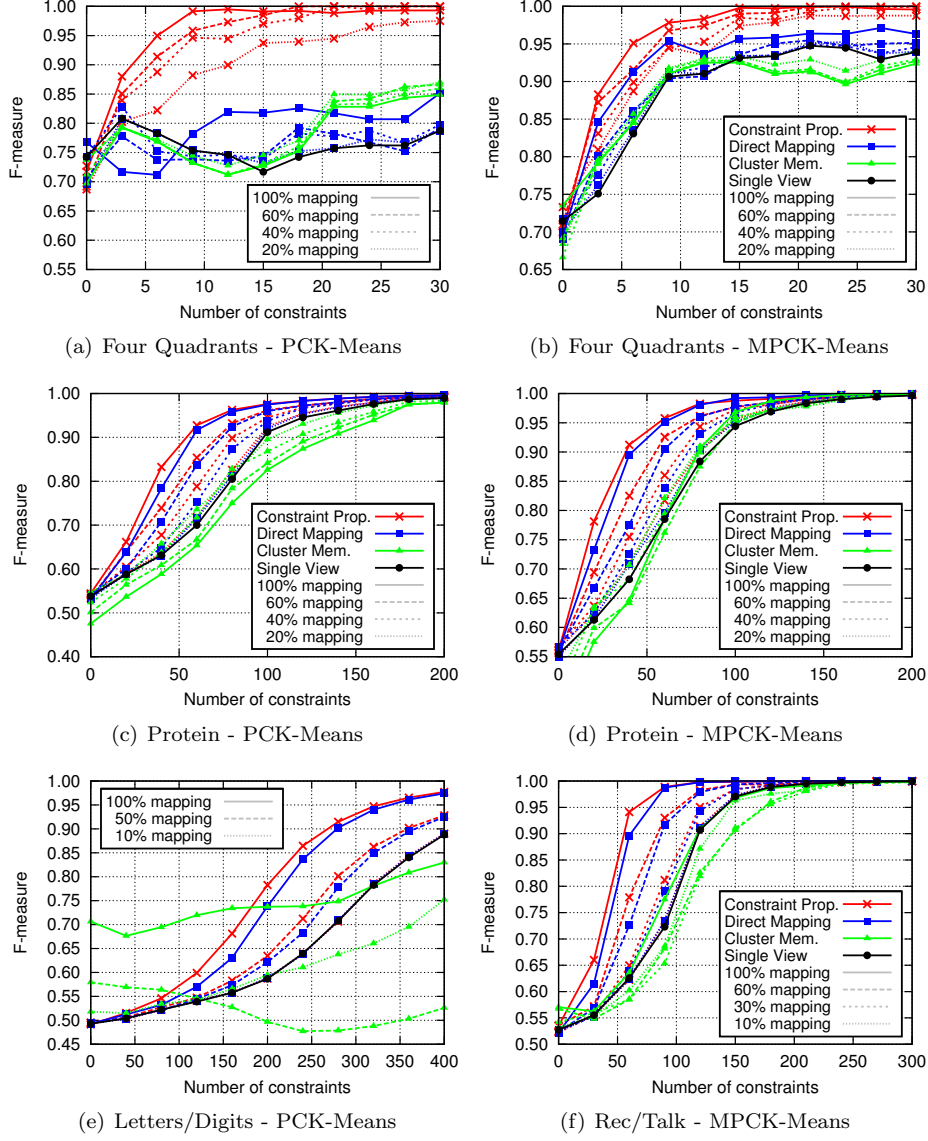 1.00
0.95
0.90
0.85
0.80
0.75
0.70
0.65
0.60
0.55
F-measure
100% mapping
60% mapping
40% mapping
20% mapping
0 5 10 15 20 25 30
Number of constraints
(a) Four Quadrants - PCK-Means
1.00
0.95
0.90
0.85
0.80
0.75
0.70
0.65
F-measure
Constraint Prop.
Direct Mapping
Cluster Mem.
Single View
100% mapping
60% mapping
40% mapping
20% mapping
0 5 10 15 20 25 30
Number of constraints
(b) Four Quadrants - MPCK-Means
1.00
0.90
0.80
0.70
0.60
0.50
0.40
F-measure
Constraint Prop.
Direct Mapping
Cluster Mem.
Single View
100% mapping
60% mapping
40% mapping
20% mapping
0 50 100 150 200
Number of constraints
(c) Protein - PCK-Means
1.00
0.95
0.90
0.85
0.80
0.75
0.70
0.65
0.60
0.55
F-measure
Constraint Prop.
Direct Mapping
Cluster Mem.
Single View
100% mapping
60% mapping
40% mapping
20% mapping
0 50 100 150 200
Number of constraints
(d) Protein - MPCK-Means
1.00
0.95
0.90
0.85
0.80
0.75
0.70
0.65
0.60
0.55
0.50
0.45
F-measure
100% mapping
50% mapping
10% mapping
0 50 100 150 200 250 300 350 400
Number of constraints
(e) Letters/Digits - PCK-Means
1.00
0.95
0.90
0.85
0.80
0.75
0.70
0.65
0.60
0.55
0.50
F-measure
Constraint Prop.
Direct Mapping
Cluster Mem.
Single View
100% mapping
60% mapping
30% mapping
10% mapping
0 50 100 150 200 250 300
Number of constraints
(f) Rec/Talk - MPCK-Means